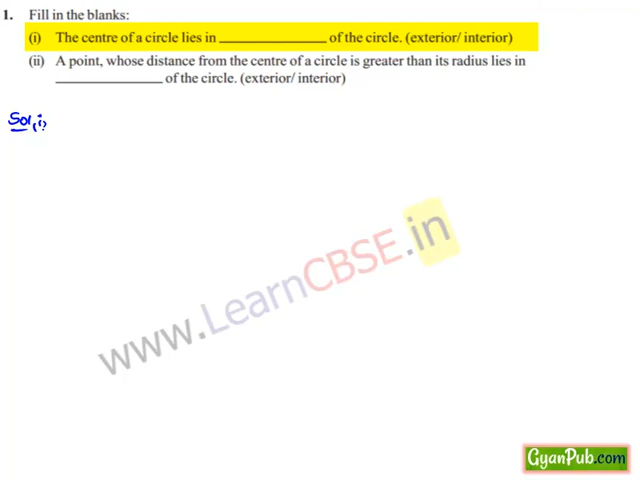 1. Fill in the blanks:
(i) The centre of a circle lies in ____________ of the circle. (exterior/ interior)
(ii) A point, whose distance from the centre of a circle is greater than its radius lies in
____________ of the circle. (exterior/ interior)
Sol, i,
www.LearnCBSE.in
GyanPub.com